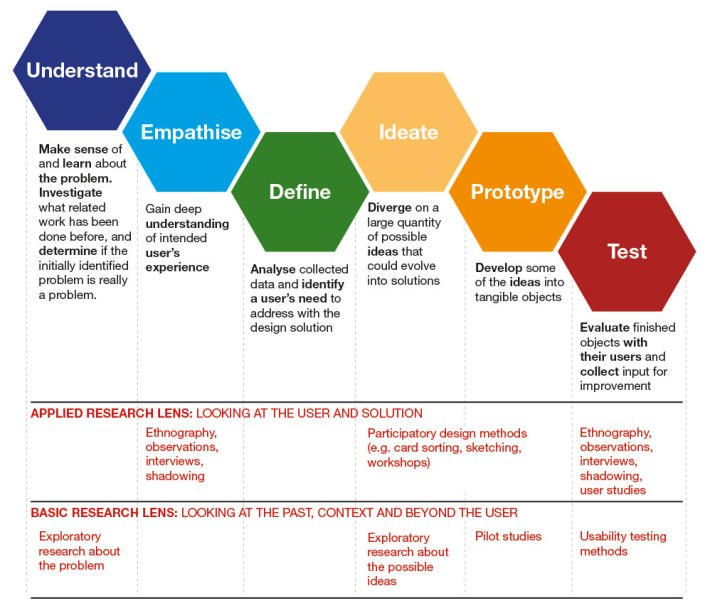 Understand
Make sense of
and learn about
the problem.
Investigate
what related
work has been
done before, and
determine if the
initially identified
problem is really
a problem.
Empathise
Gain deep
understanding
of intended
user's
experience
Define
Analyse collected
data and identify
a user's need to
address with the
design solution
Ideate
Diverge on a
large quantity
of possible
ideas that
could evolve
into solutions
Prototype
Develop some
of the ideas into
tangible objects
Test
Evaluate finished
objects with
their users and
collect input for
improvement
APPLIED RESEARCH LENS: LOOKING AT THE USER AND SOLUTION
Ethnography,
observations,
interviews,
shadowing
Participatory design methods
(e.g. card sorting, sketching,
workshops)
Ethnography,
observations,
interviews,
shadowing,
user studies
BASIC RESEARCH LENS: LOOKING AT THE PAST, CONTEXT AND BEYOND THE USER
Exploratory
research about
the problem
Exploratory
research about
the possible
ideas
Pilot studies
Usability testing
methods